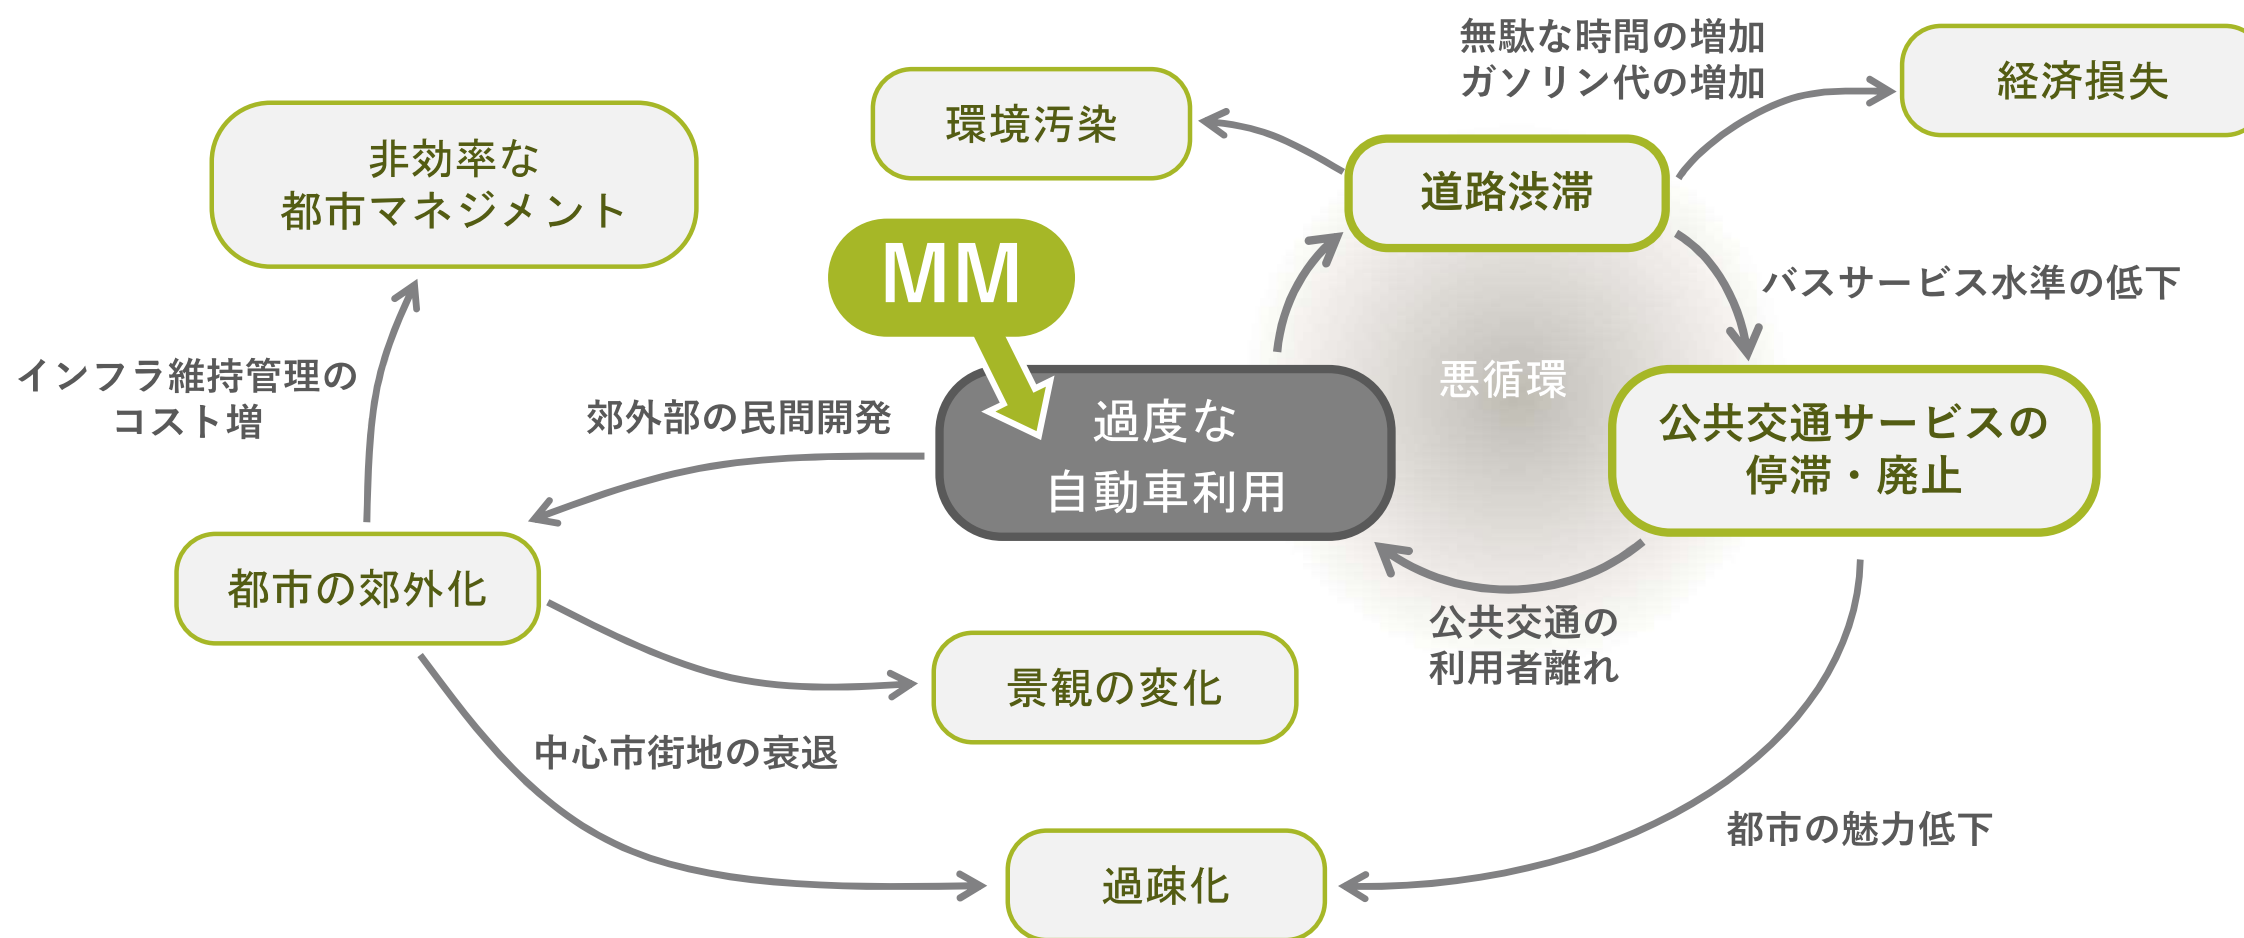 無駄な時間の増加
ガソリン代の増加
経済損失
環境汚染
非効率な
都市マネジメント
道路渋滞
MM
バスサービス水準の低下
インフラ維持管理の
コスト増
郊外部の民間開発
過度な
自動車利用
悪循環
公共交通サービスの
停滞・廃止
都市の郊外化
公共交通の
利用者離れ
景観の変化
中心市街地の衰退
都市の魅力低下
過疎化